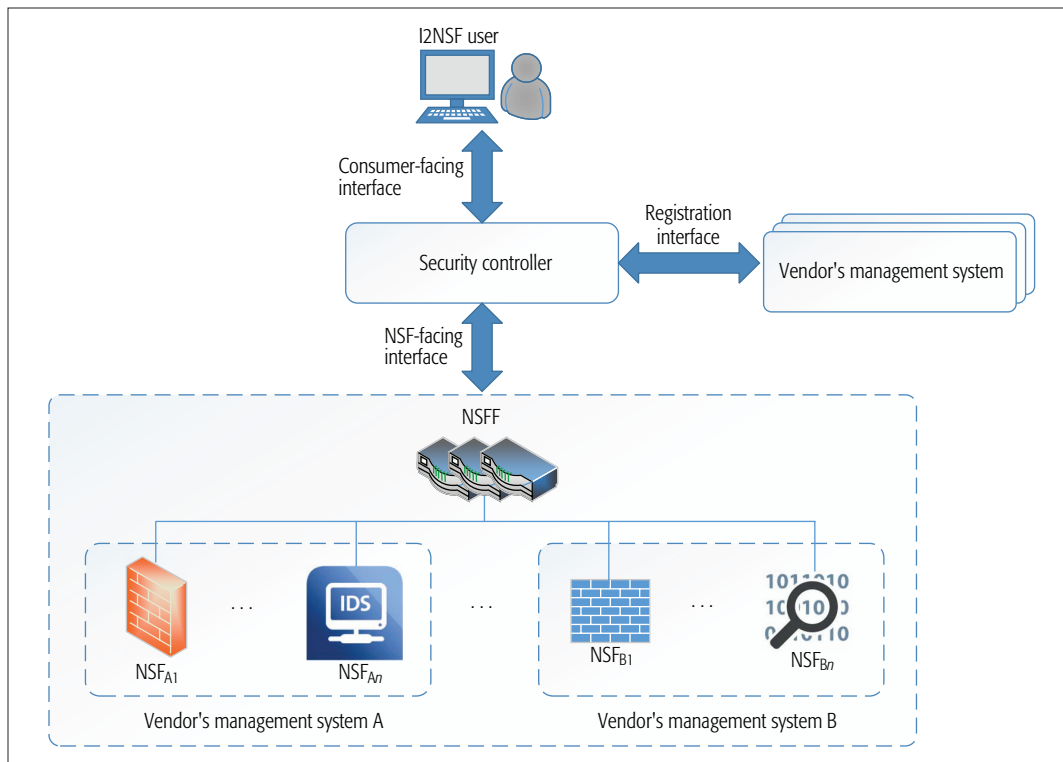 I2NSF user
Consumer-facing
interface
Registration
interface
Security controller
Vendor's management system
NSF-facing
interface
NSFF
IDS
1011010
. . .
. . .
. . .
NSFA1
NSFAn
NSFB1
NSFBn
Vendor's management system A
Vendor's management system B